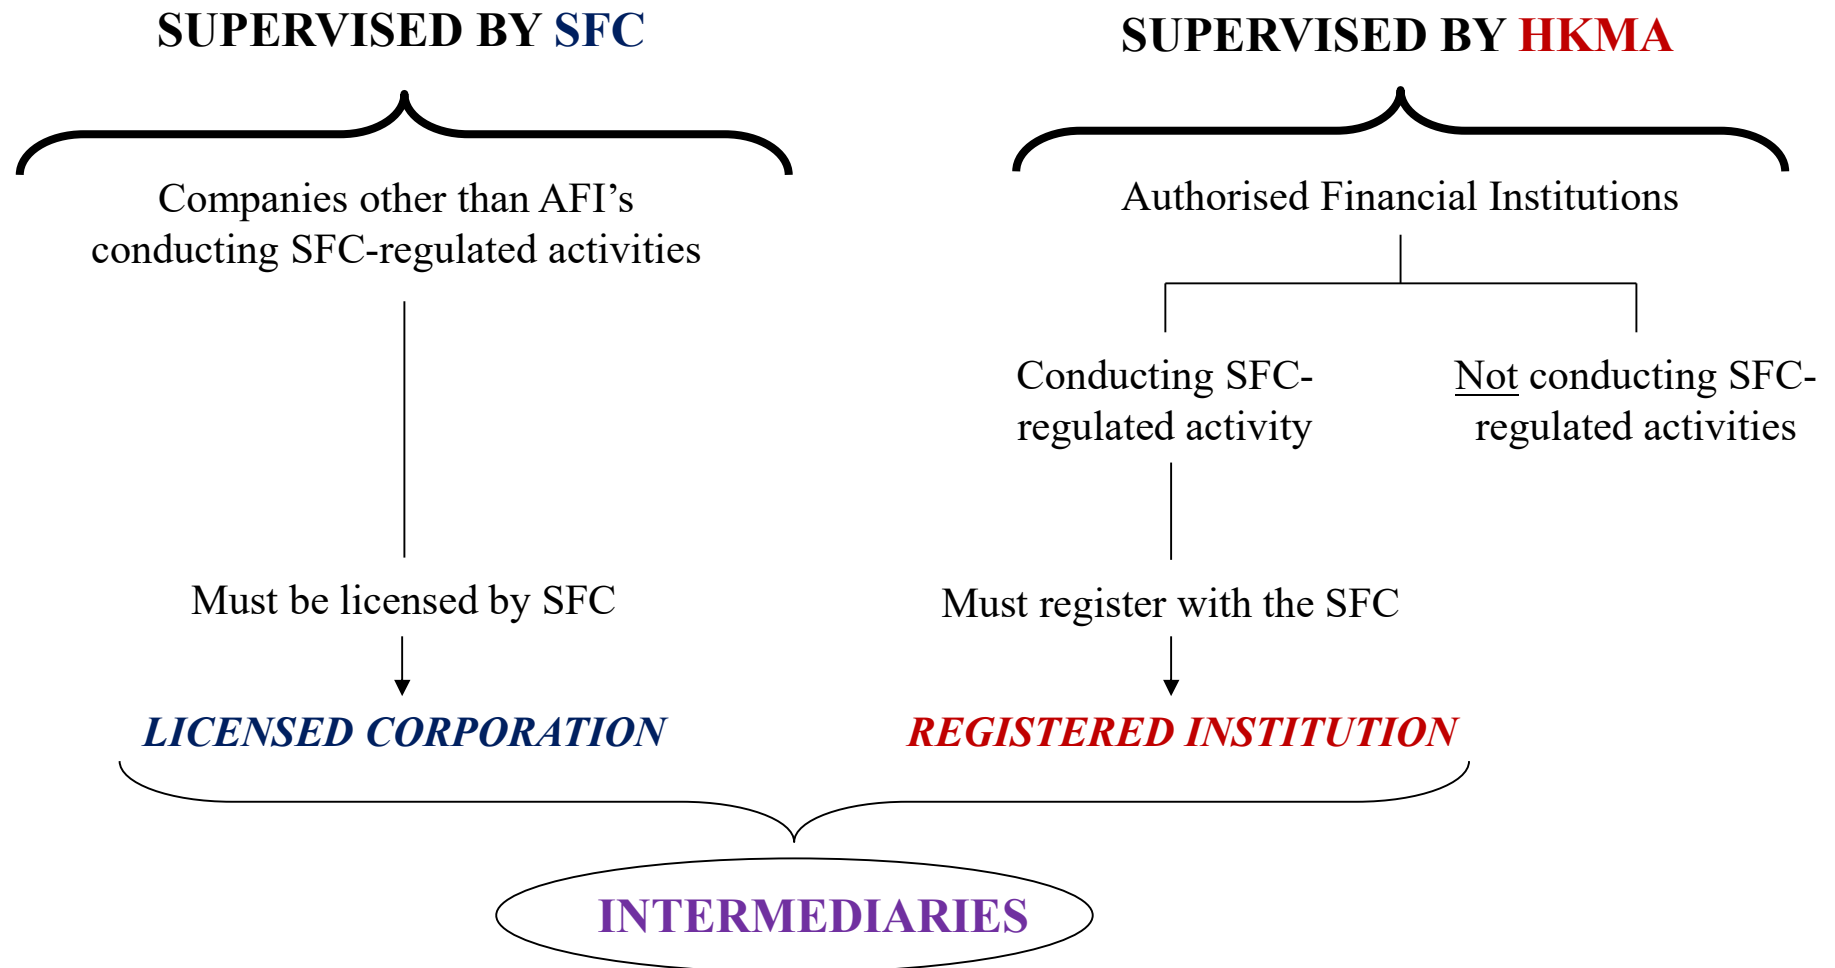 SUPERVISED BY SFC
SUPERVISED BY HKMA
Companies other than AFI's
conducting SFC-regulated activities
Authorised Financial Institutions
Conducting SFC-
regulated activity
Not conducting SFC-
regulated activities
Must be licensed by SFC
Must register with the SFC
LICENSED CORPORATION
REGISTERED INSTITUTION
INTERMEDIARIES